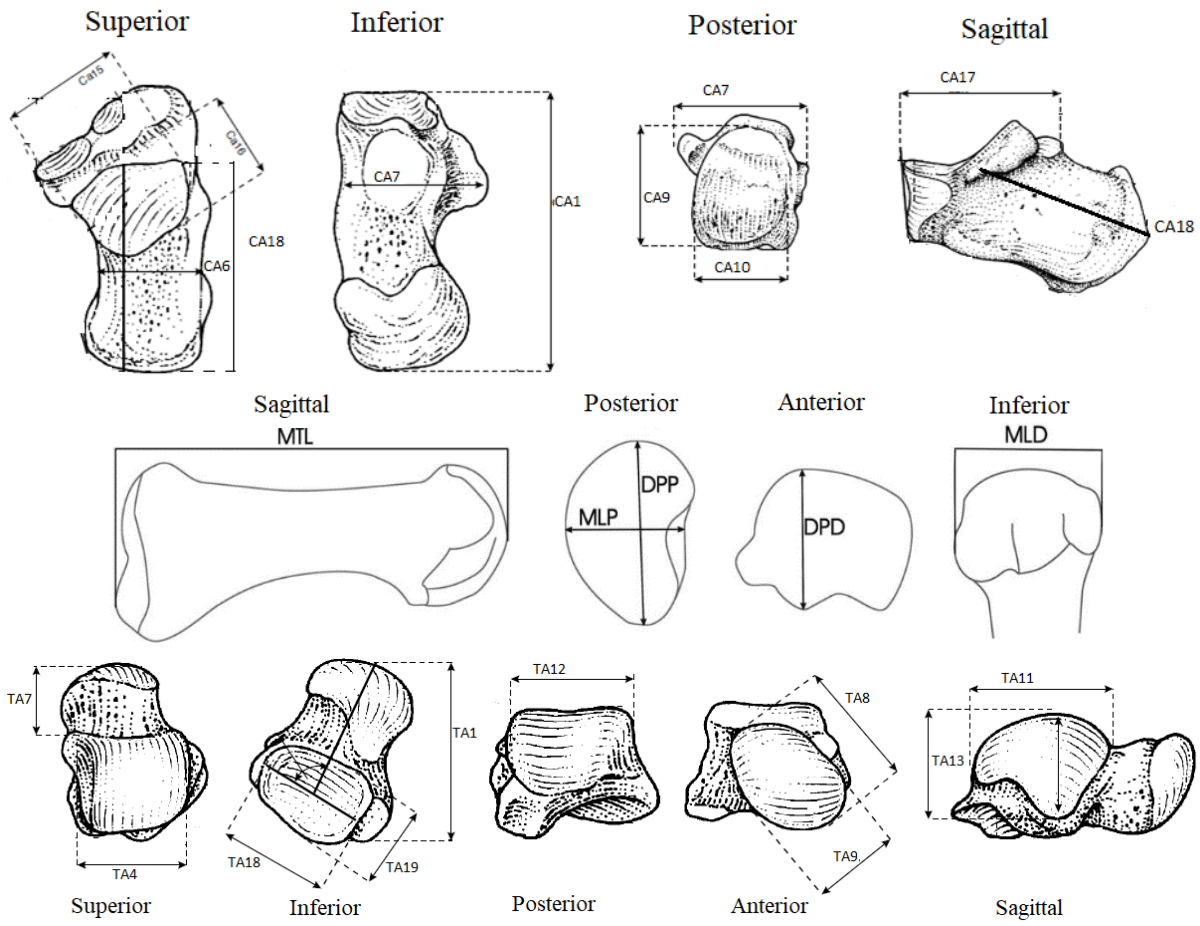 Superior
Inferior
Posterior
Sagittal
Ca15
Ca16
CA18
CA6
CA7
CA1
CA7
CA9
CA10
CA17
CA18
Sagittal
Posterior
Anterior
Inferior
MTL
DPP
MLP
DPD
MLD
TA7
TA4
TA1
TA18
TA19
TA12
TA8
TA9.
TA11
TA13
Superior
Inferior
Posterior
Anterior
Sagittal